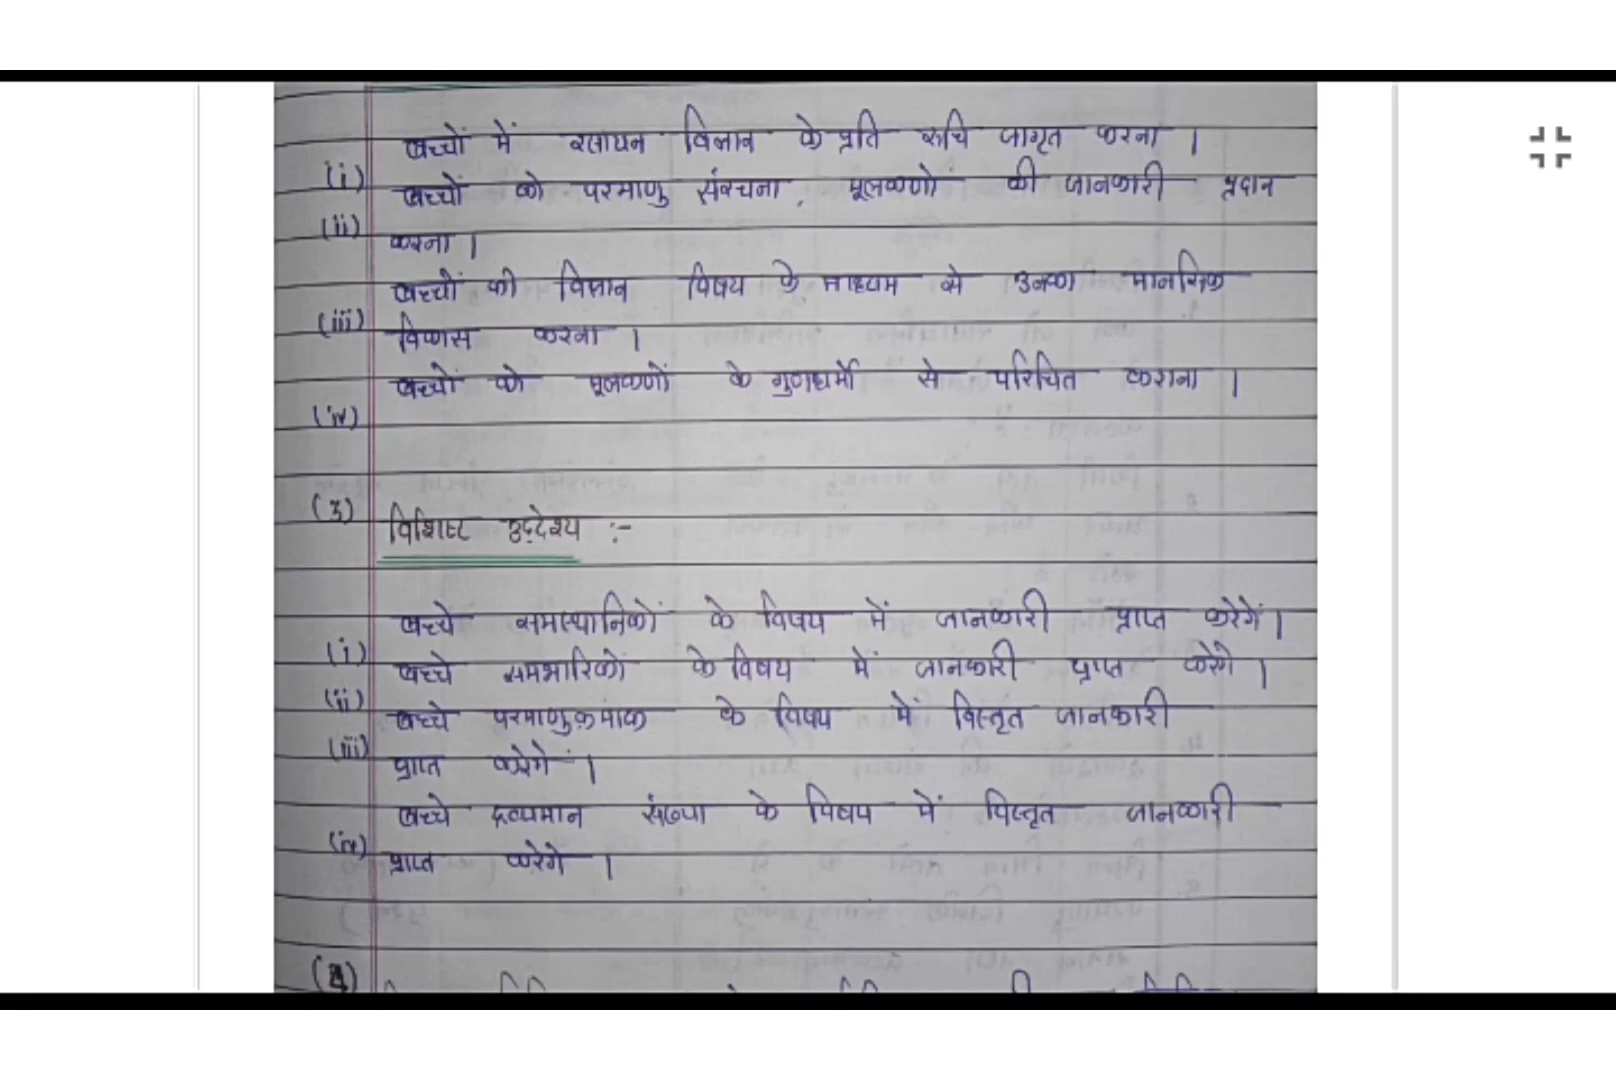 बच्चों में रसायन विज्ञान के प्रति रुचि जागृत करना ।
(i) बच्चों को परमाणु संरचना, मूलकणों की जानकारी प्रदान
(ii) करना ।
बच्चों की विज्ञान विषय के माध्यम से उनका मानसिक
(iii) विकास करना ।
बच्चों को मूलकणों के गुणधर्मो से परिचित कराना ।
(iv)
(3) विशिष्ट उद्देश्य :-
बच्चे समस्थानिकों के विषय में जानकारी प्राप्त करेगें ।
(i) बच्चे समभारिकों के विषय में जानकारी प्राप्त करेगे ।
(ii) बच्चे परमाणुक्रमांक के विषय में विस्तृत जानकारी
(iii) प्राप्त करेगें ।
बच्चे द्रव्यमान संख्या के विषय में विस्तृत जानकारी
(iv) प्राप्त करेगे ।
(4)